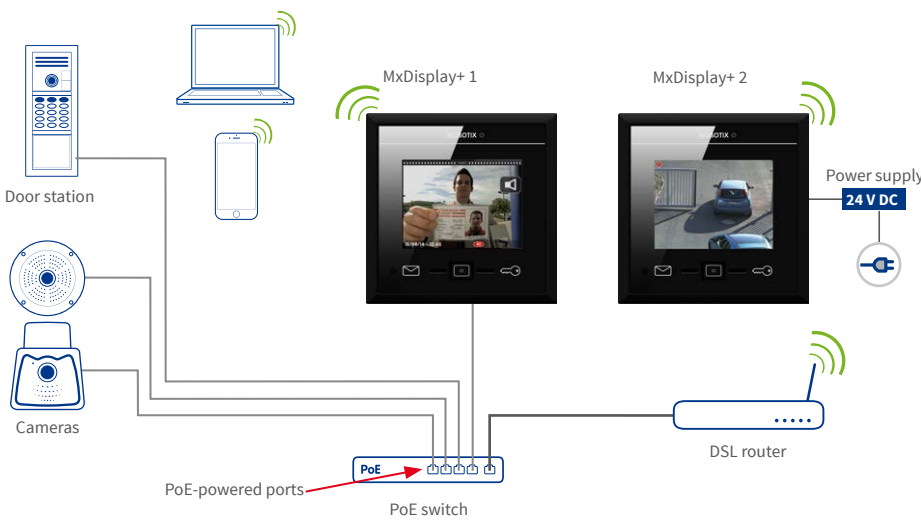 MxDisplay+ 1
MxDisplay+ 2
Door station
Power supply
24 V DC
Cameras
DSL router
PoE
PoE-powered ports
PoE switch